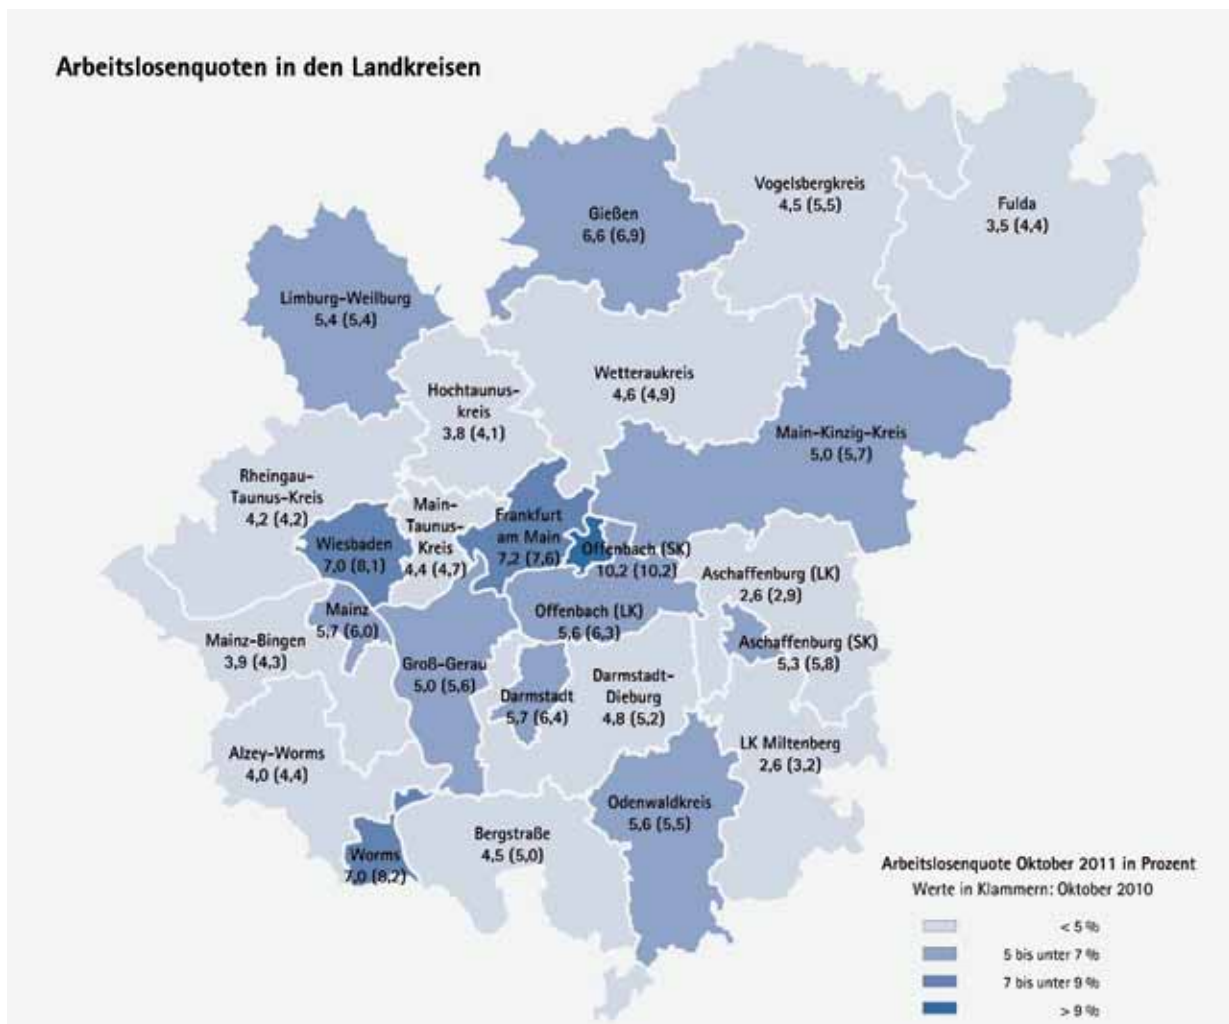 Arbeitslosenquoten in den Landkreisen
Vogelsbergkreis
4,5 (5,5)
Fulda
3,5 (4,4)
Gießen
6,6 (6,9)
Limburg-Weilburg
5,4 (5,4)
Wetteraukreis
4,6 (4,9)
Hochtaunus-
kreis
3,8 (4,1)
Main-Kinzig-Kreis
5,0 (5,7)
Rheingau-
Taunus-Kreis
4,2 (4,2)
Main-
Taunus-
Kreis
4,4 (4,7)
Frankfurt
am Main
7,2 (7,6)
Wiesbaden
7,0 (8,1)
Offenbach (SK)
10,2 (10,2)
Aschaffenburg (LK)
2,6 (2,9)
Mainz
5,7 (6,0)
Offenbach (LK)
5,6 (6,3)
Mainz-Bingen
3,9 (4,3)
Aschaffenburg (SK)
5,3 (5,8)
Groß-Gerau
5,0 (5,6)
Darmstadt
5,7 (6,4)
Darmstadt-
Dieburg
4,8 (5,2)
Alzey-Worms
4,0 (4,4)
LK Miltenberg
2,6 (3,2)
Odenwaldkreis
5,6 (5,5)
Bergstraße
4,5 (5,0)
Worms
7,0 (8,2)
Arbeitslosenquote Oktober 2011 in Prozent
Werte in Klammern: Oktober 2010
< 5 %
5 bis unter 7 %
7 bis unter 9 %
> 9 %